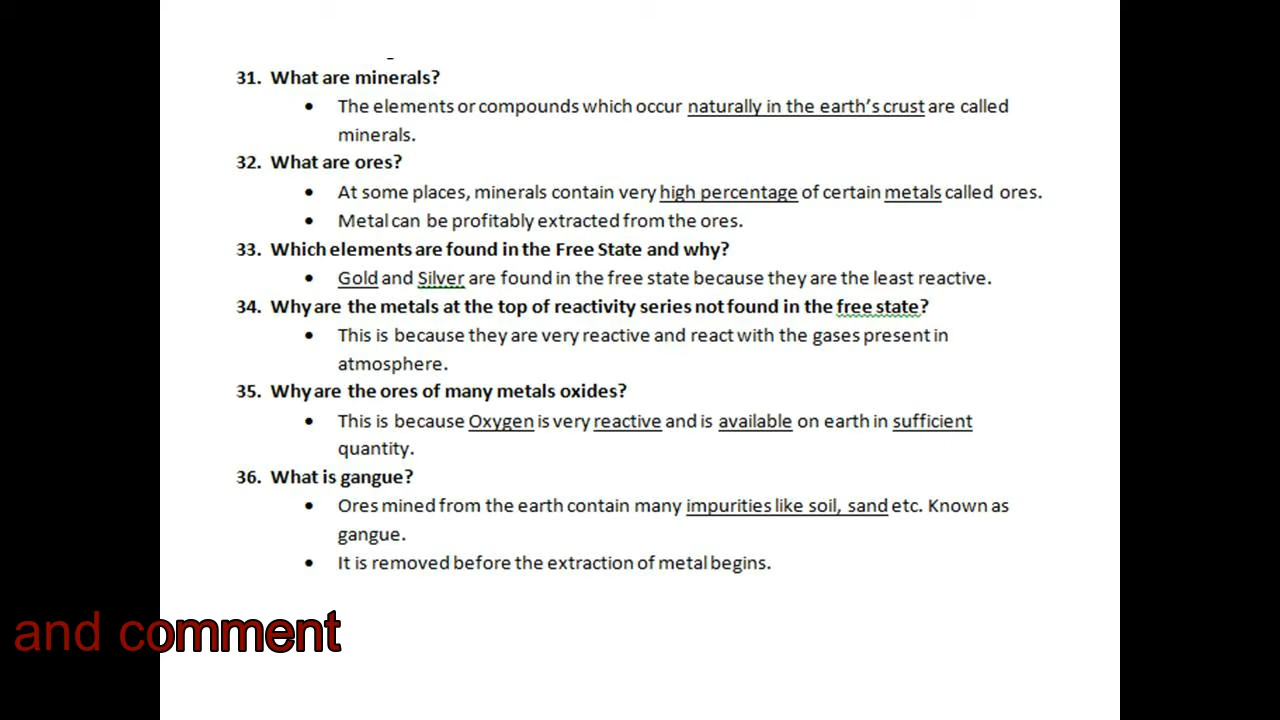 31. What are minerals?
• The elements or compounds which occur naturally in the earth's crust are called
minerals.
32. What are ores?
• At some places, minerals contain very high percentage of certain metals called ores.
• Metal can be profitably extracted from the ores.
33. Which elements are found in the Free State and why?
• Gold and Silver are found in the free state because they are the least reactive.
34. Why are the metals at the top of reactivity series not found in the free state?
• This is because they are very reactive and react with the gases present in
atmosphere.
35. Why are the ores of many metals oxides?
• This is because Oxygen is very reactive and is available on earth in sufficient
quantity.
36. What is gangue?
• Ores mined from the earth contain many impurities like soil, sand etc. Known as
gangue.
• It is removed before the extraction of metal begins.
and comment